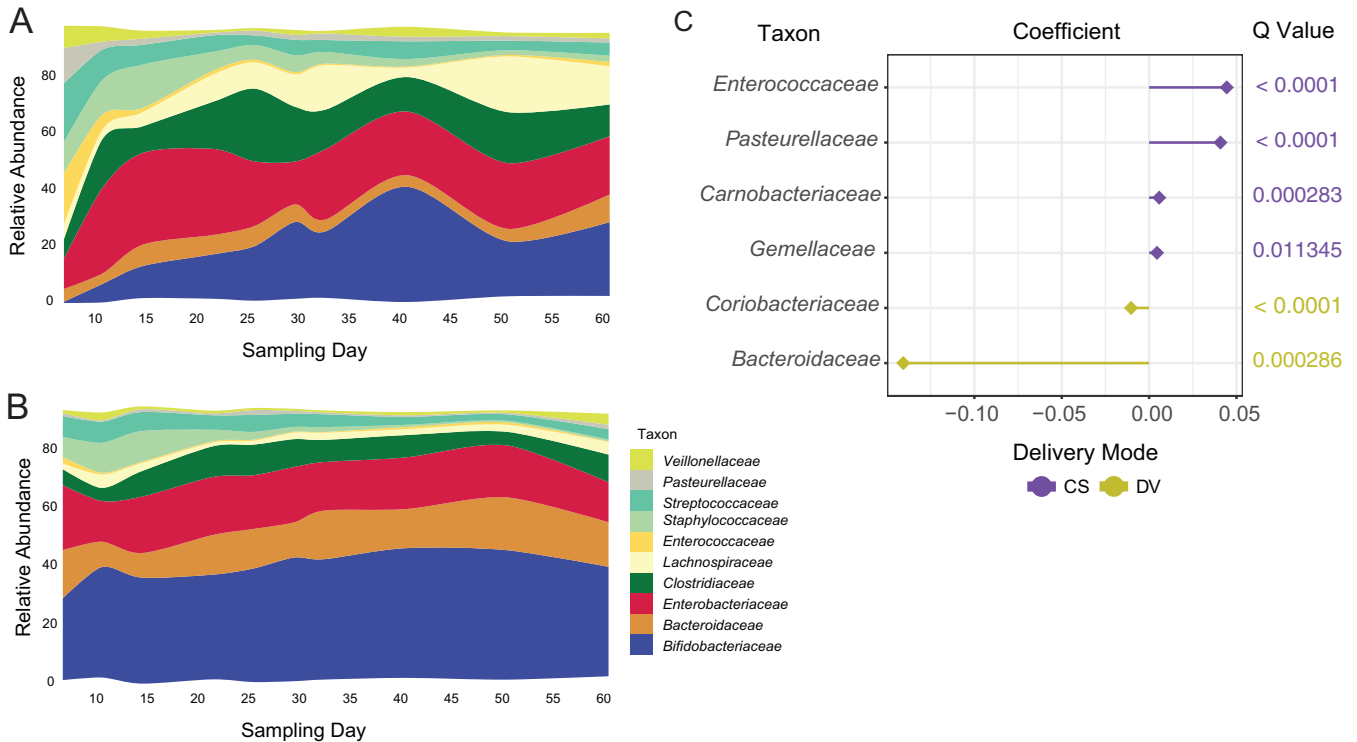 A
Relative Abundance
80
60
40
20
0
10 15 20 25 30 35 40 45 50 55 60
Sampling Day
B
Relative Abundance
80
60
40
20
0
10 15 20 25 30 35 40 45 50 55 60
Sampling Day
Taxon
Veillonellaceae
Pasteurellaceae
Streptococcaceae
Staphylococcaceae
Enterococcaceae
Lachnospiraceae
Clostridiaceae
Enterobacteriaceae
Bacteroidaceae
Bifidobacteriaceae
C
Taxon Coefficient Q Value
Enterococcaceae < 0.0001
Pasteurellaceae < 0.0001
Carnobacteriaceae 0.000283
Gemellaceae 0.011345
Coriobacteriaceae < 0.0001
Bacteroidaceae 0.000286
−0.10 −0.05 0.00 0.05
Delivery Mode
CS DV